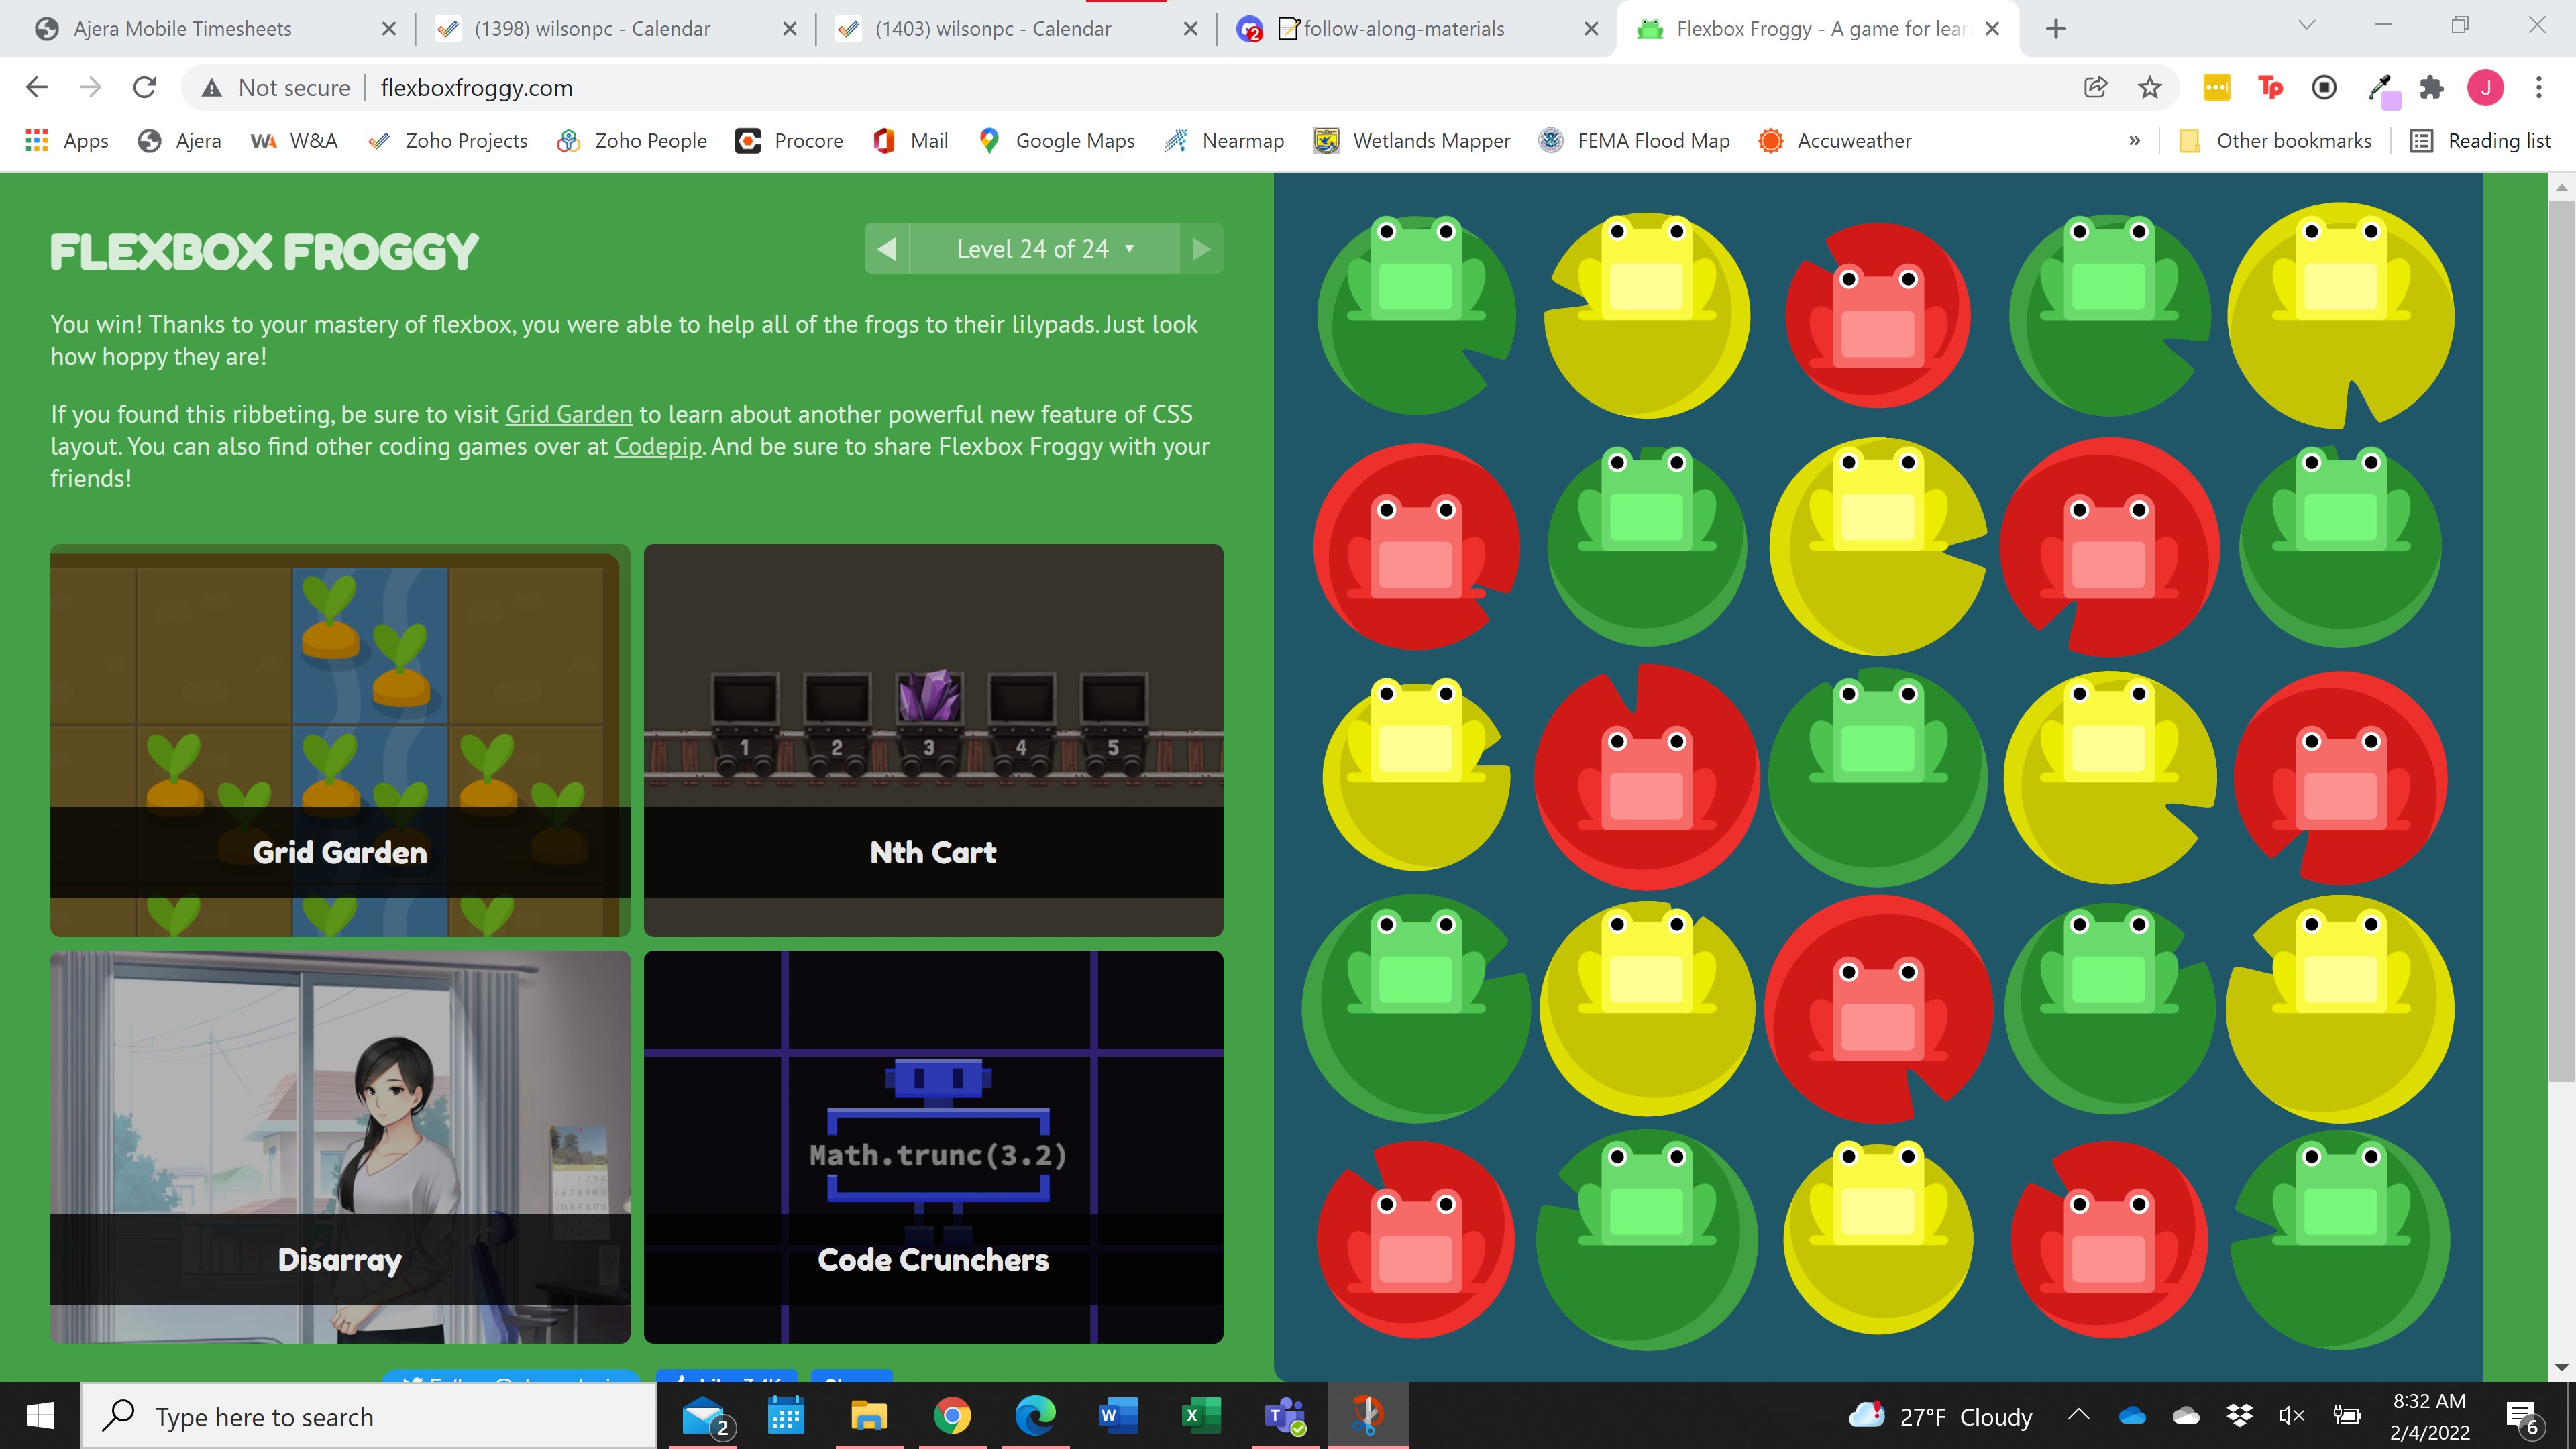 Ajera Mobile Timesheets
(1398) wilsonpc - Calendar
(1403) wilsonpc - Calendar
2
follow-along-materials
Flexbox Froggy - A game for lear
Not secure
flexboxfroggy.com
Tp
J
Apps
Ajera
WA
W&A
Zoho Projects
Zoho People
Procore
Mail
Google Maps
Nearmap
Wetlands Mapper
FEMA Flood Map
Accuweather
»
Other bookmarks
Reading list
FLEXBOX FROGGY
Level 24 of 24
You win! Thanks to your mastery of flexbox, you were able to help all of the frogs to their lilypads. Just look
how hoppy they are!
If you found this ribbeting, be sure to visit Grid Garden to learn about another powerful new feature of CSS
layout. You can also find other coding games over at Codepip. And be sure to share Flexbox Froggy with your
friends!
Grid Garden
1 2 3 4 5
Nth Cart
Disarray
Math.trunc(3.2)
Code Crunchers
Type here to search
2
W
X
T
27°F Cloudy
8:32 AM
2/4/2022
6